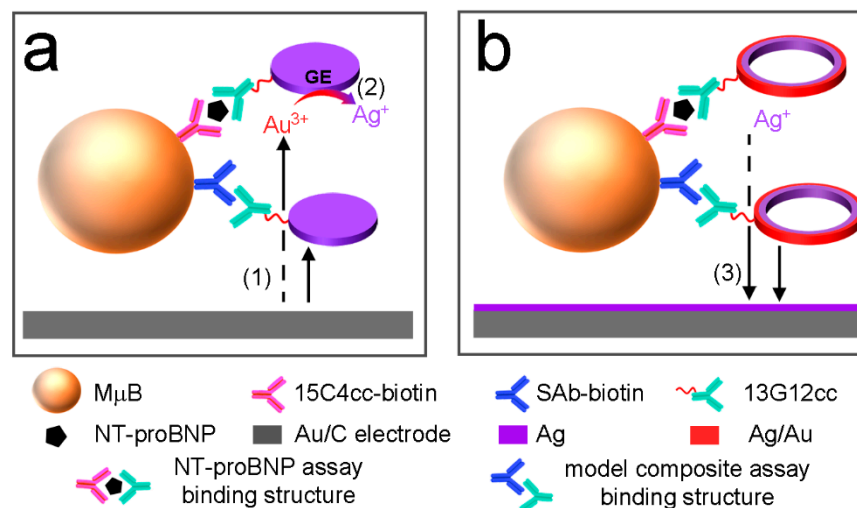 a
GE
(2)
Au³⁺
Ag⁺
(1)
b
Ag⁺
(3)
MμB
15C4cc-biotin
SAb-biotin
13G12cc
NT-proBNP
Au/C electrode
Ag
Ag/Au
NT-proBNP assay
binding structure
model composite assay
binding structure